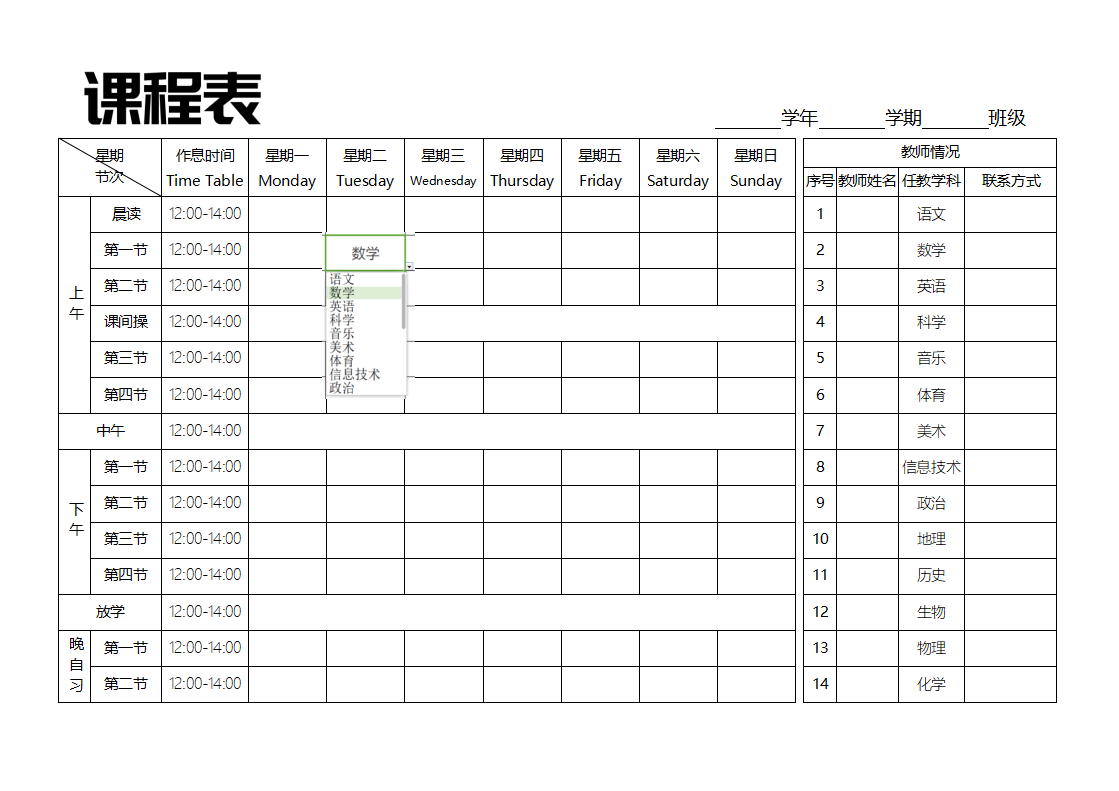 课程表
______学年______学期______班级
星期 作息时间 星期一 星期二 星期三 星期四 星期五 星期六 星期日
节次 Time Table Monday Tuesday Wednesday Thursday Friday Saturday Sunday
教师情况
序号 教师姓名 任教学科 联系方式
上午
晨读 12:00-14:00
第一节 12:00-14:00 数学
第二节 12:00-14:00
课间操 12:00-14:00
第三节 12:00-14:00
第四节 12:00-14:00
语文
数学
英语
科学
音乐
美术
体育
信息技术
政治
中午 12:00-14:00
下午
第一节 12:00-14:00
第二节 12:00-14:00
第三节 12:00-14:00
第四节 12:00-14:00
放学 12:00-14:00
晚自习
第一节 12:00-14:00
第二节 12:00-14:00
1 语文
2 数学
3 英语
4 科学
5 音乐
6 体育
7 美术
8 信息技术
9 政治
10 地理
11 历史
12 生物
13 物理
14 化学